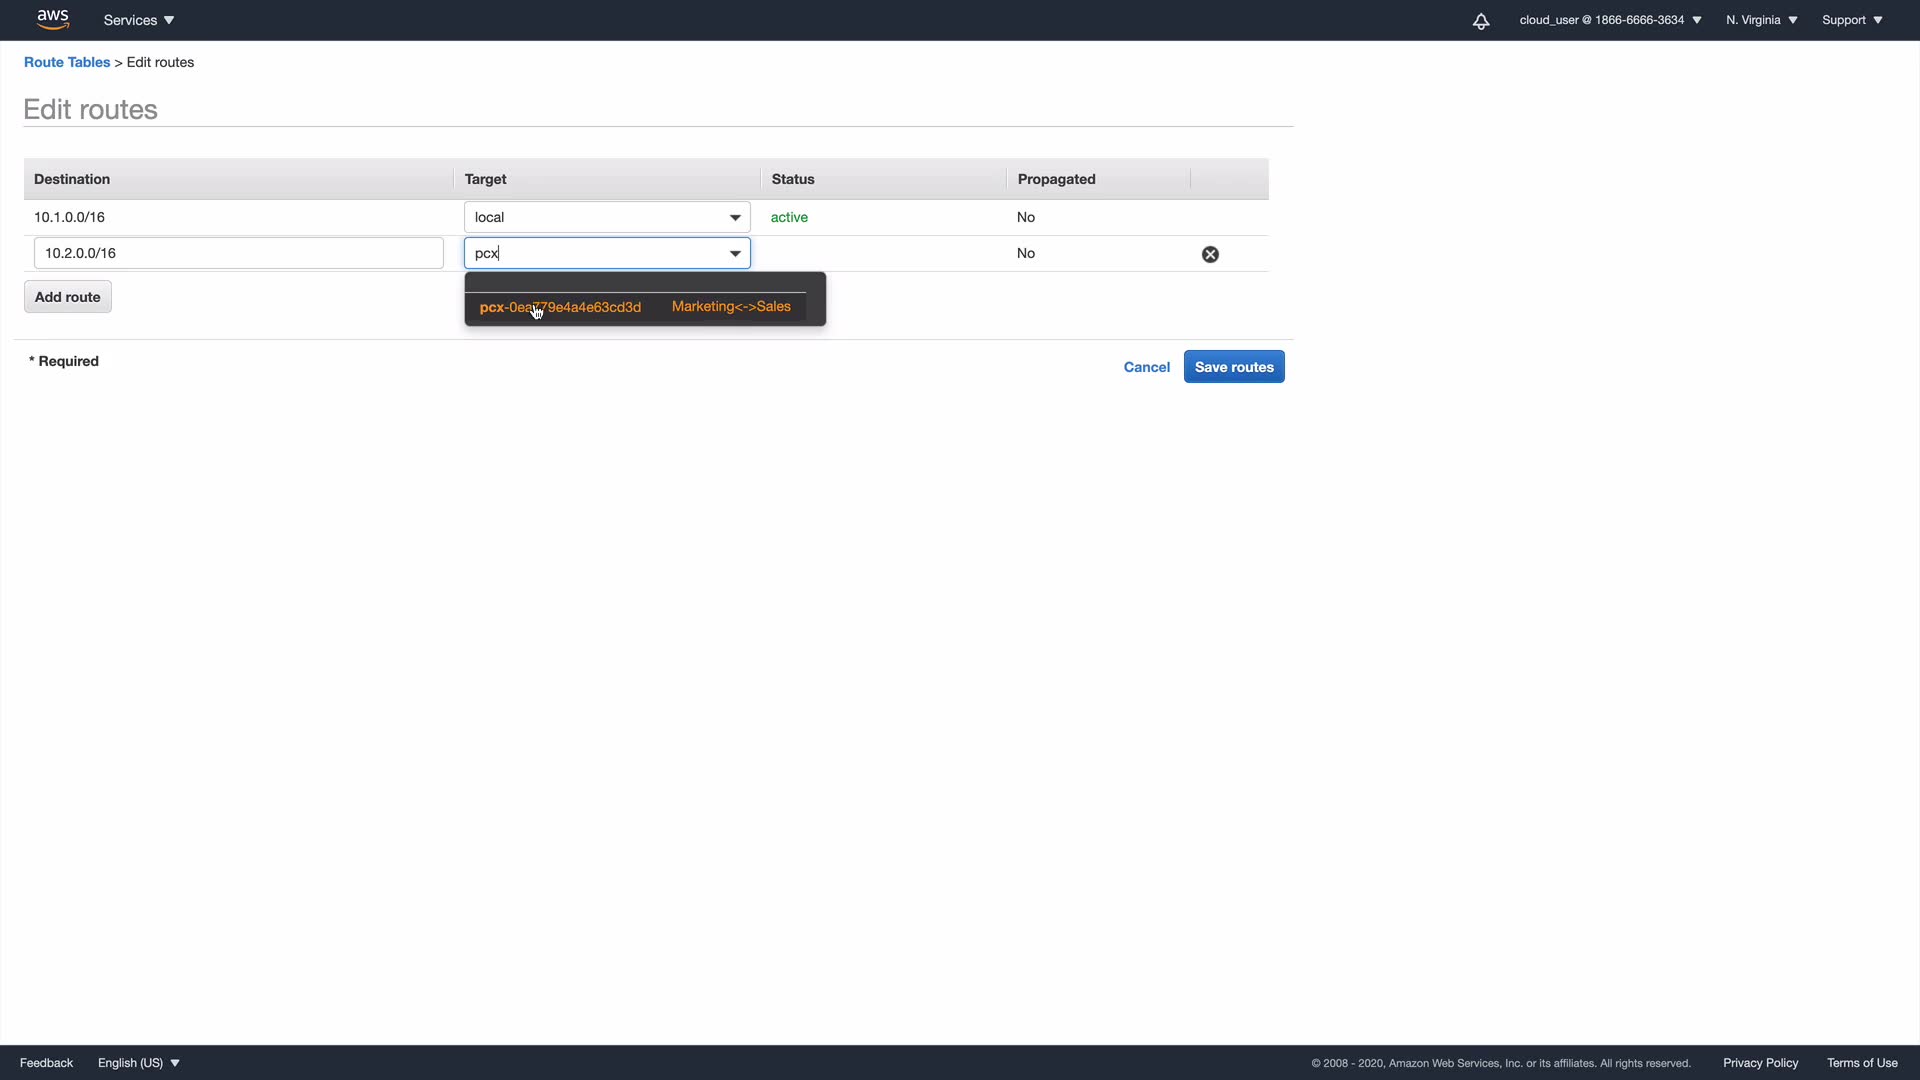 aws Services cloud_user @ 1866-6666-3634 N. Virginia Support
Route Tables > Edit routes
Edit routes
Destination Target Status Propagated
10.1.0.0/16 local active No
10.2.0.0/16 pcx No
Add route
pcx-0ea779e4a4e63cd3d Marketing<->Sales
* Required
Cancel Save routes
Feedback English (US) © 2008 - 2020, Amazon Web Services, Inc. or its affiliates. All rights reserved. Privacy Policy Terms of Use